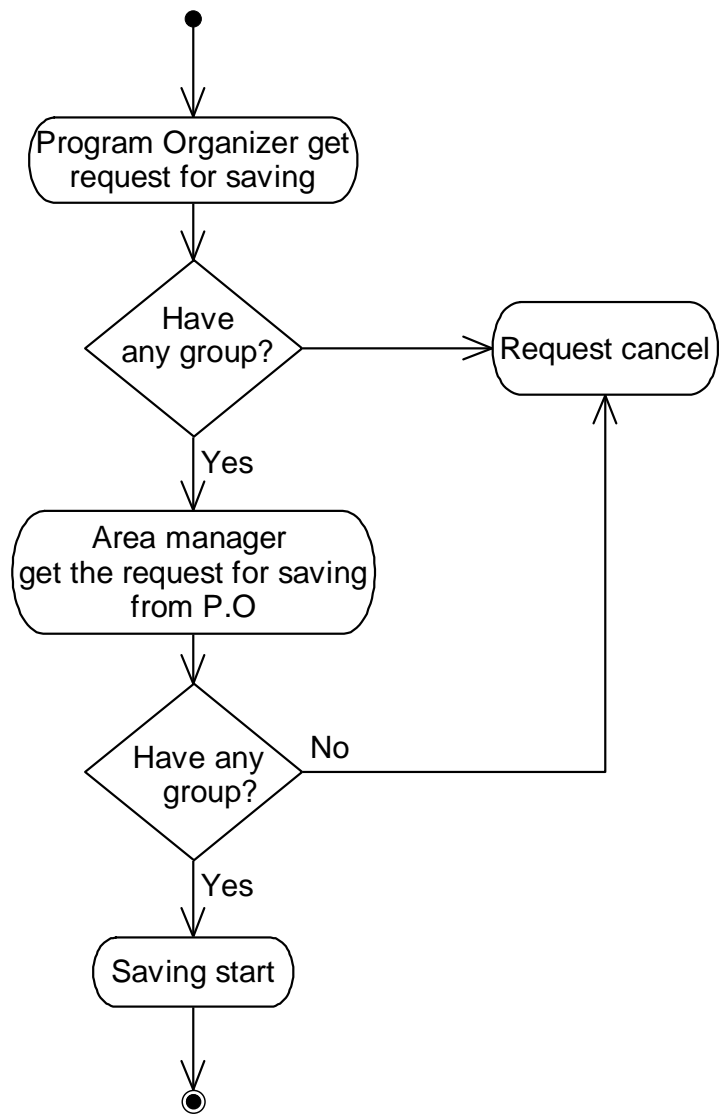 Program Organizer get
request for saving
Have
any group?
Request cancel
Yes
Area manager
get the request for saving
from P.O
Have any
group?
No
Yes
Saving start